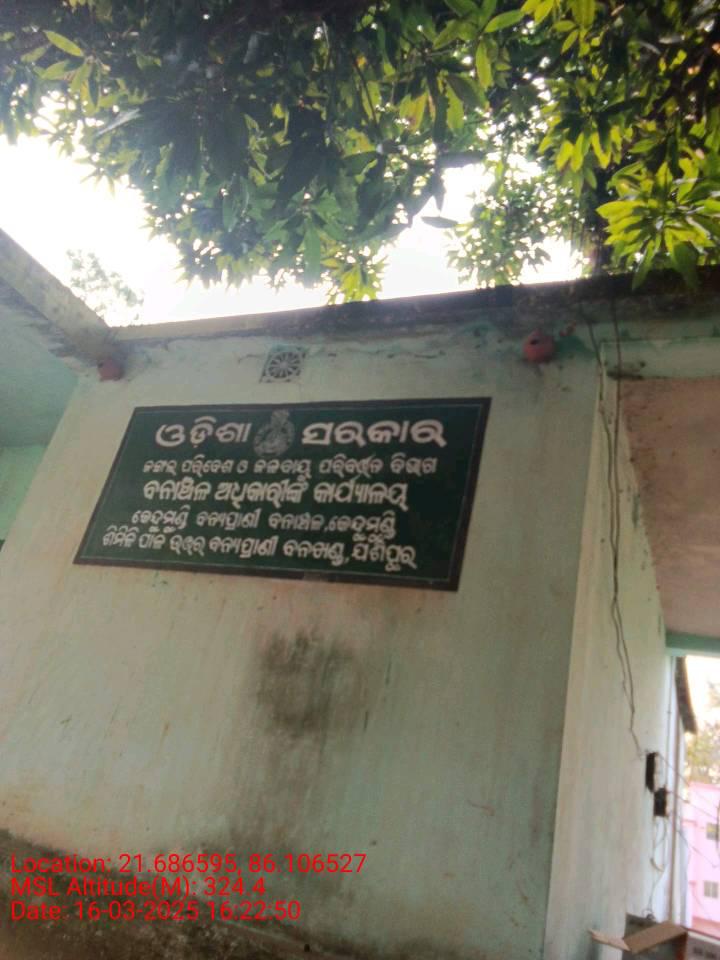 ଓଡ଼ିଶା ସରକାର
ଜଙ୍ଗଲ ପରିବେଶ ଓ ଜଳବାୟୁ ପରିବର୍ତ୍ତନ ବିଭାଗ
ବନାଞ୍ଚଳ ଅଧିକାରୀଙ୍କ କାର୍ଯ୍ୟାଳୟ
କେନ୍ଦୁମୁଣ୍ଡି ବନ୍ୟପ୍ରାଣୀ ବନାଞ୍ଚଳ,କେନ୍ଦୁମୁଣ୍ଡି
ଶିମିଳି ପାଳ ଉତ୍ତର ବନ୍ୟପ୍ରାଣୀ ବନଖଣ୍ଡ,ଯଶିପୁର
Location: 21.686595, 86.106527
MSL Altitude(M): 324.4
Date: 16-03-2025 16:22:50